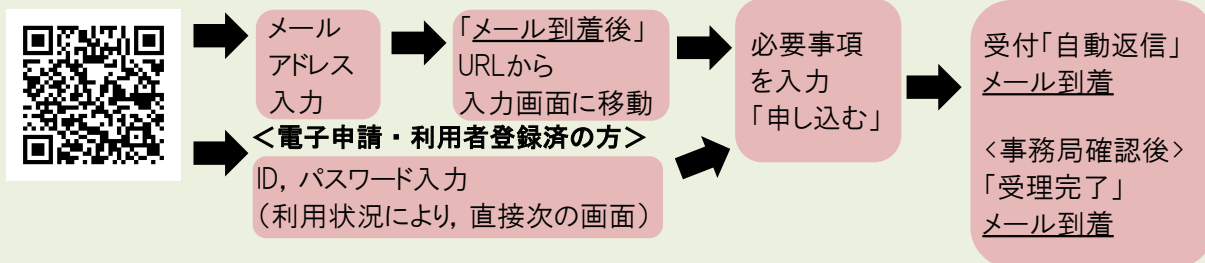 メール
アドレス
入力
「メール到着後」
URLから
入力画面に移動
＜電子申請・利用者登録済の方＞
ID，パスワード入力
（利用状況により，直接次の画面）
必要事項
を入力
「申し込む」
受付「自動返信」
メール到着
<事務局確認後>
「受理完了」
メール到着